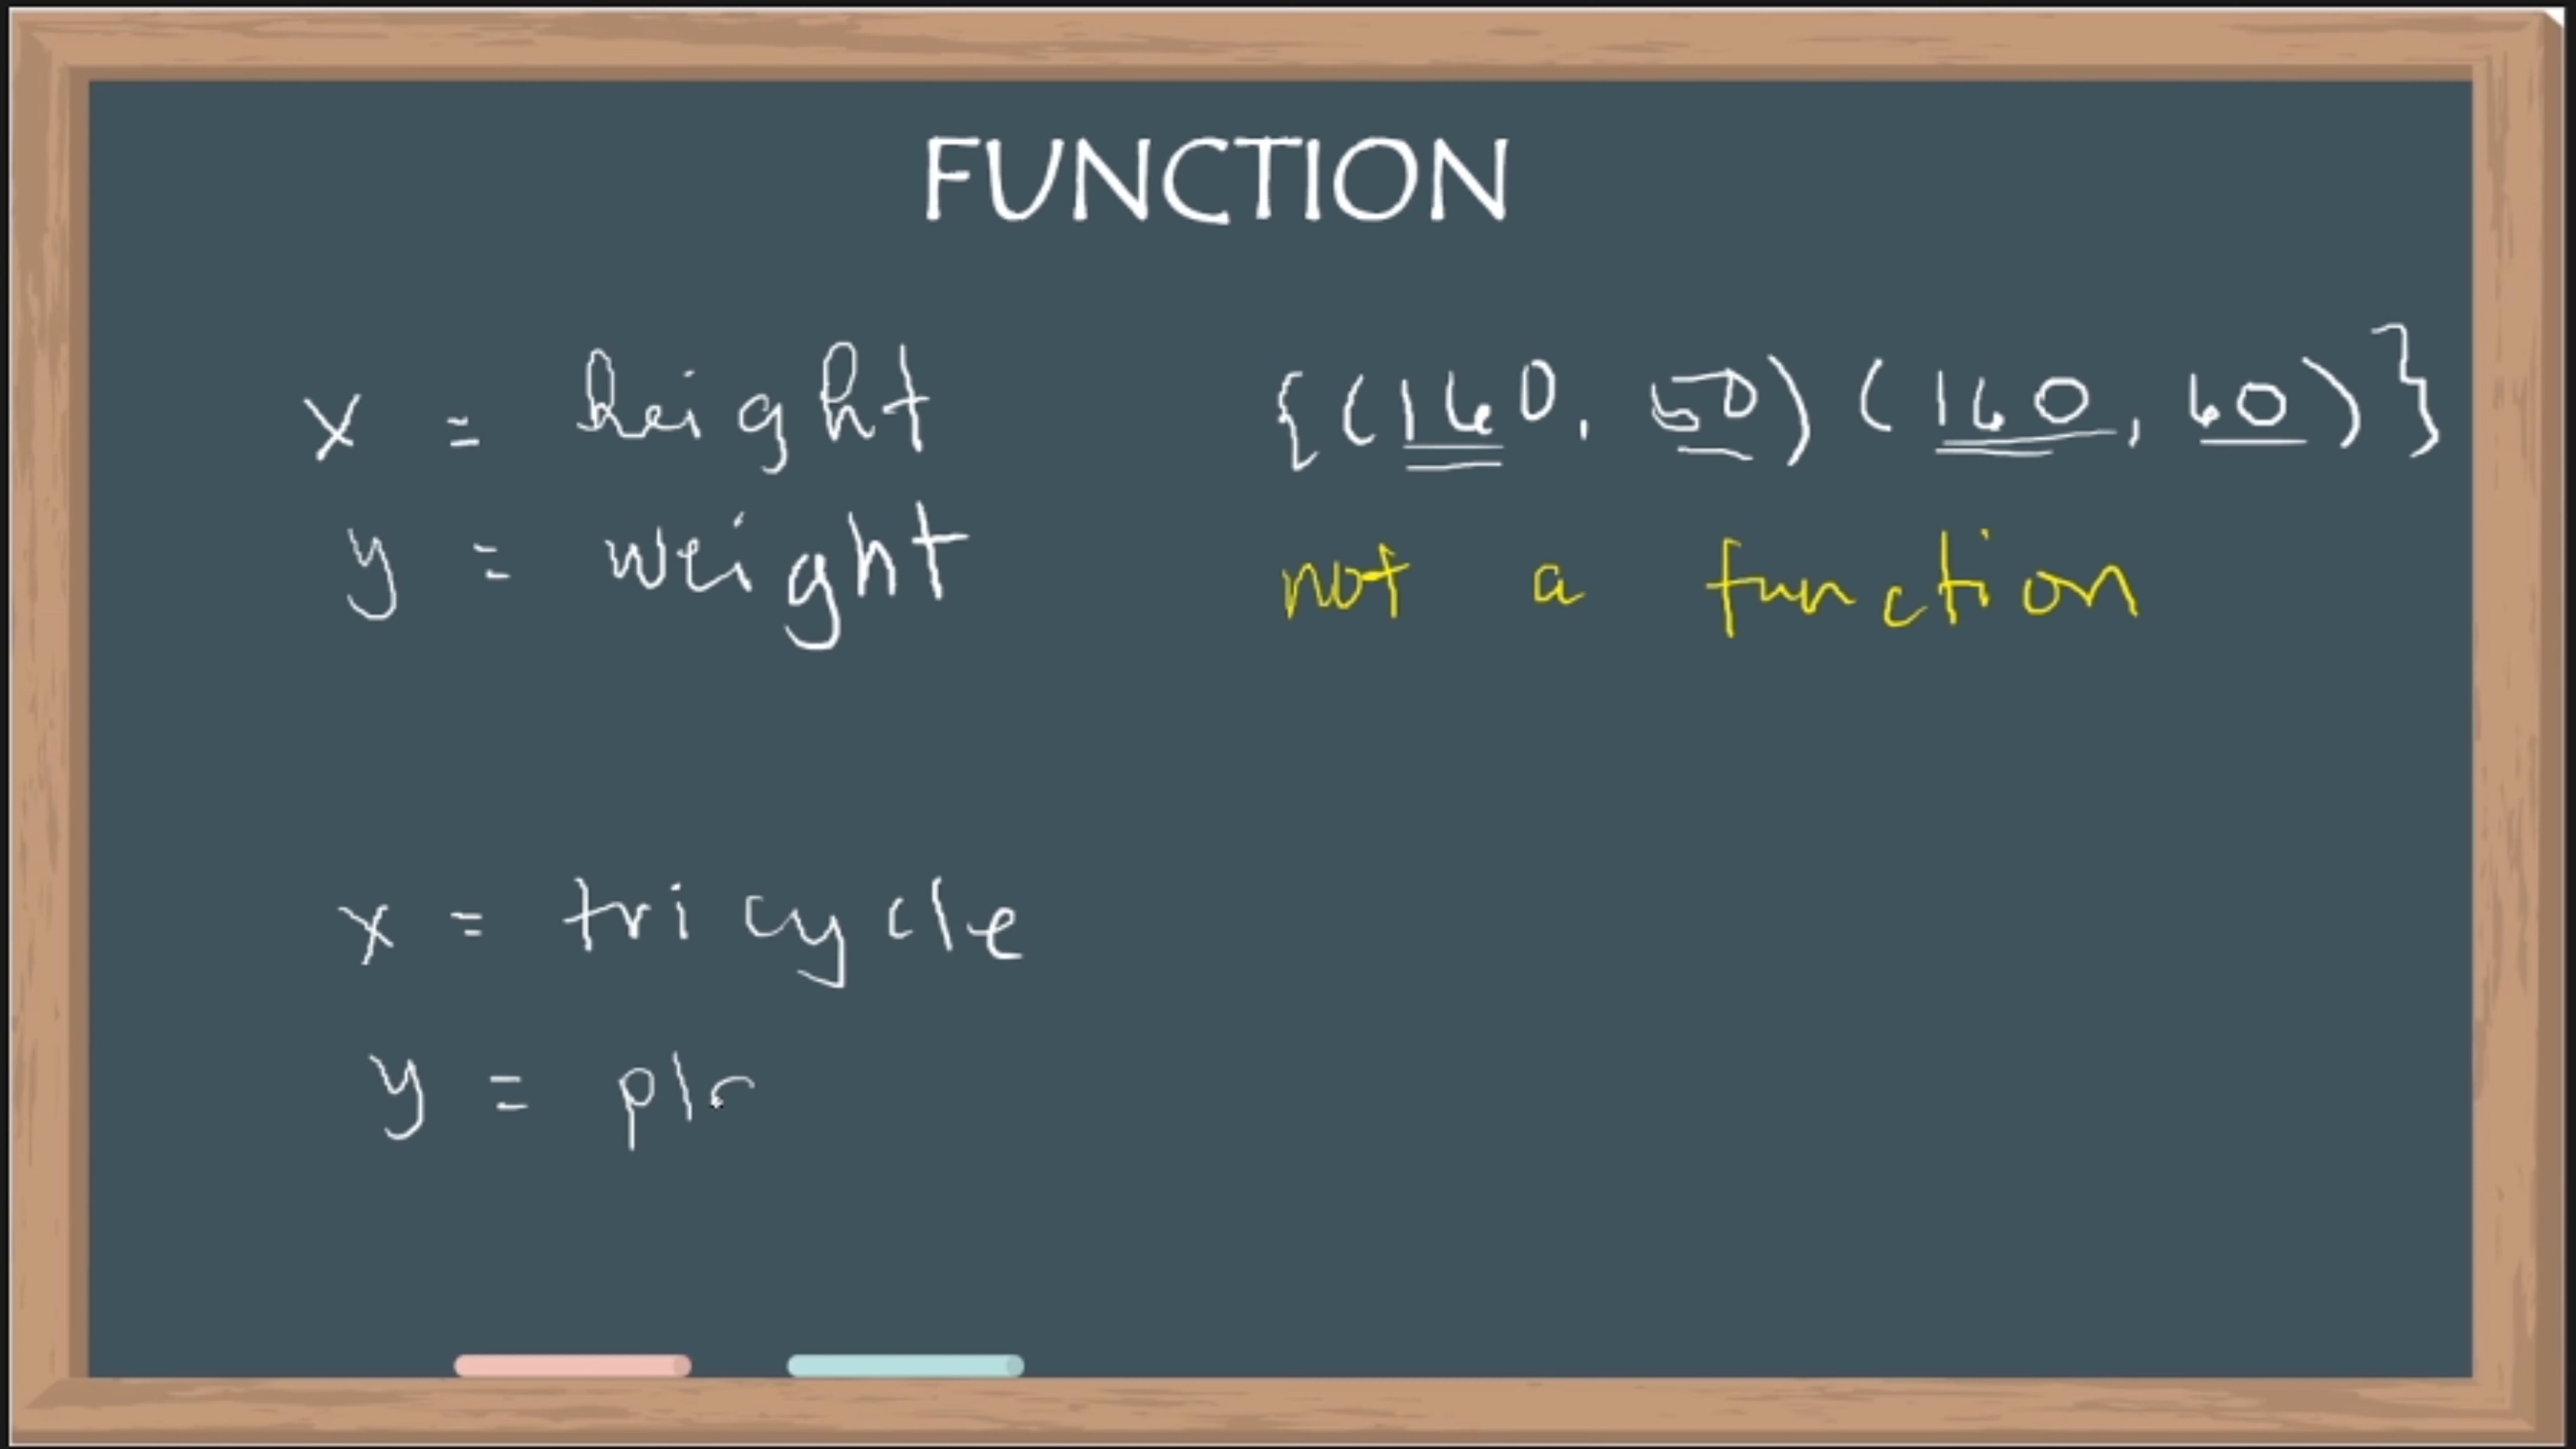 FUNCTION
x = height
{(160, 50) (160, 60)}
y = weight
not a function
x = tricycle
y =